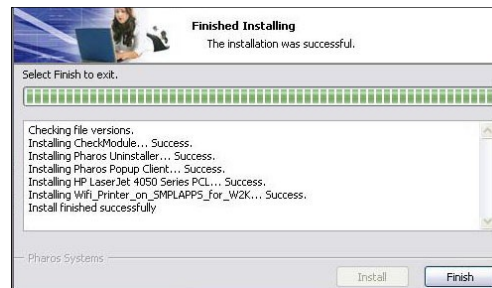 Finished Installing
The installation was successful.
Select Finish to exit.
Checking file versions.
Installing CheckModule... Success.
Installing Pharos Uninstaller... Success.
Installing Pharos Popup Client... Success.
Installing HP LaserJet 4050 Series PCL... Success.
Installing Wifi_Printer_on_SMPLAPPS_for_W2K... Success.
Install finished successfully
Pharos Systems
Install
Finish